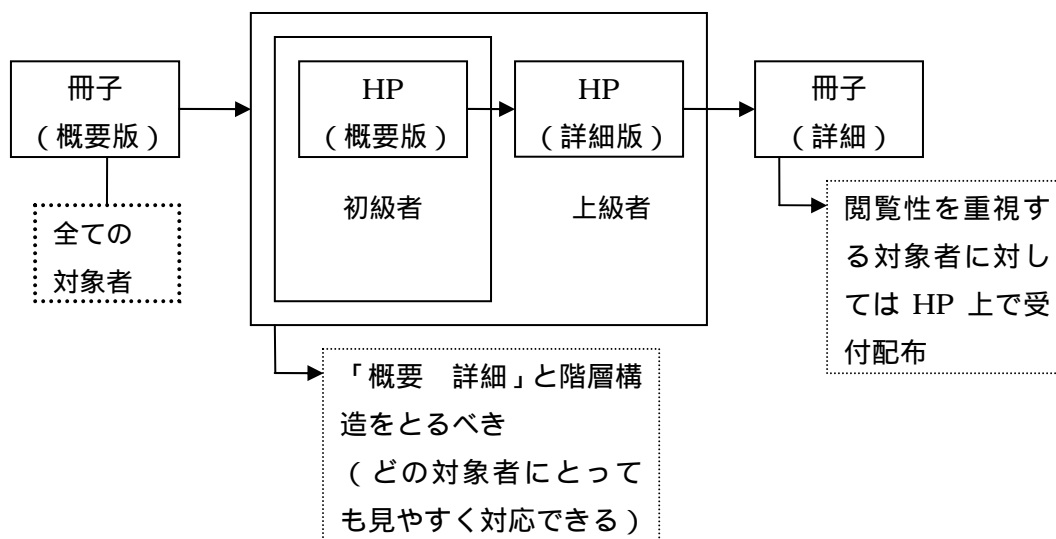 冊子
（概要版）
HP
（概要版）
HP
（詳細版）
冊子
（詳細）
初級者
上級者
全ての
対象者
閲覧性を重視す
る対象者に対し
ては HP 上で受
付配布
「概要　詳細」と階層構
造をとるべき
（どの対象者にとって
も見やすく対応できる）